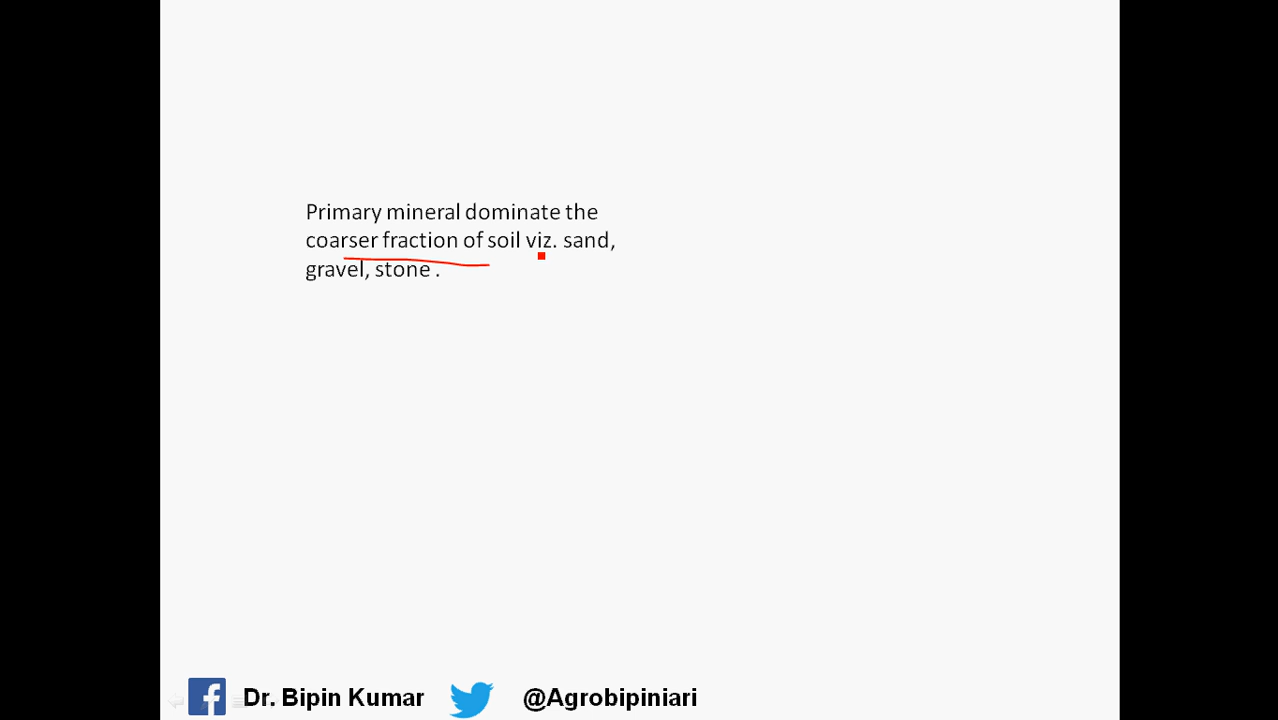 Primary mineral dominate the
coarser fraction of soil viz. sand,
gravel, stone .
Dr. Bipin Kumar @Agrobipiniari